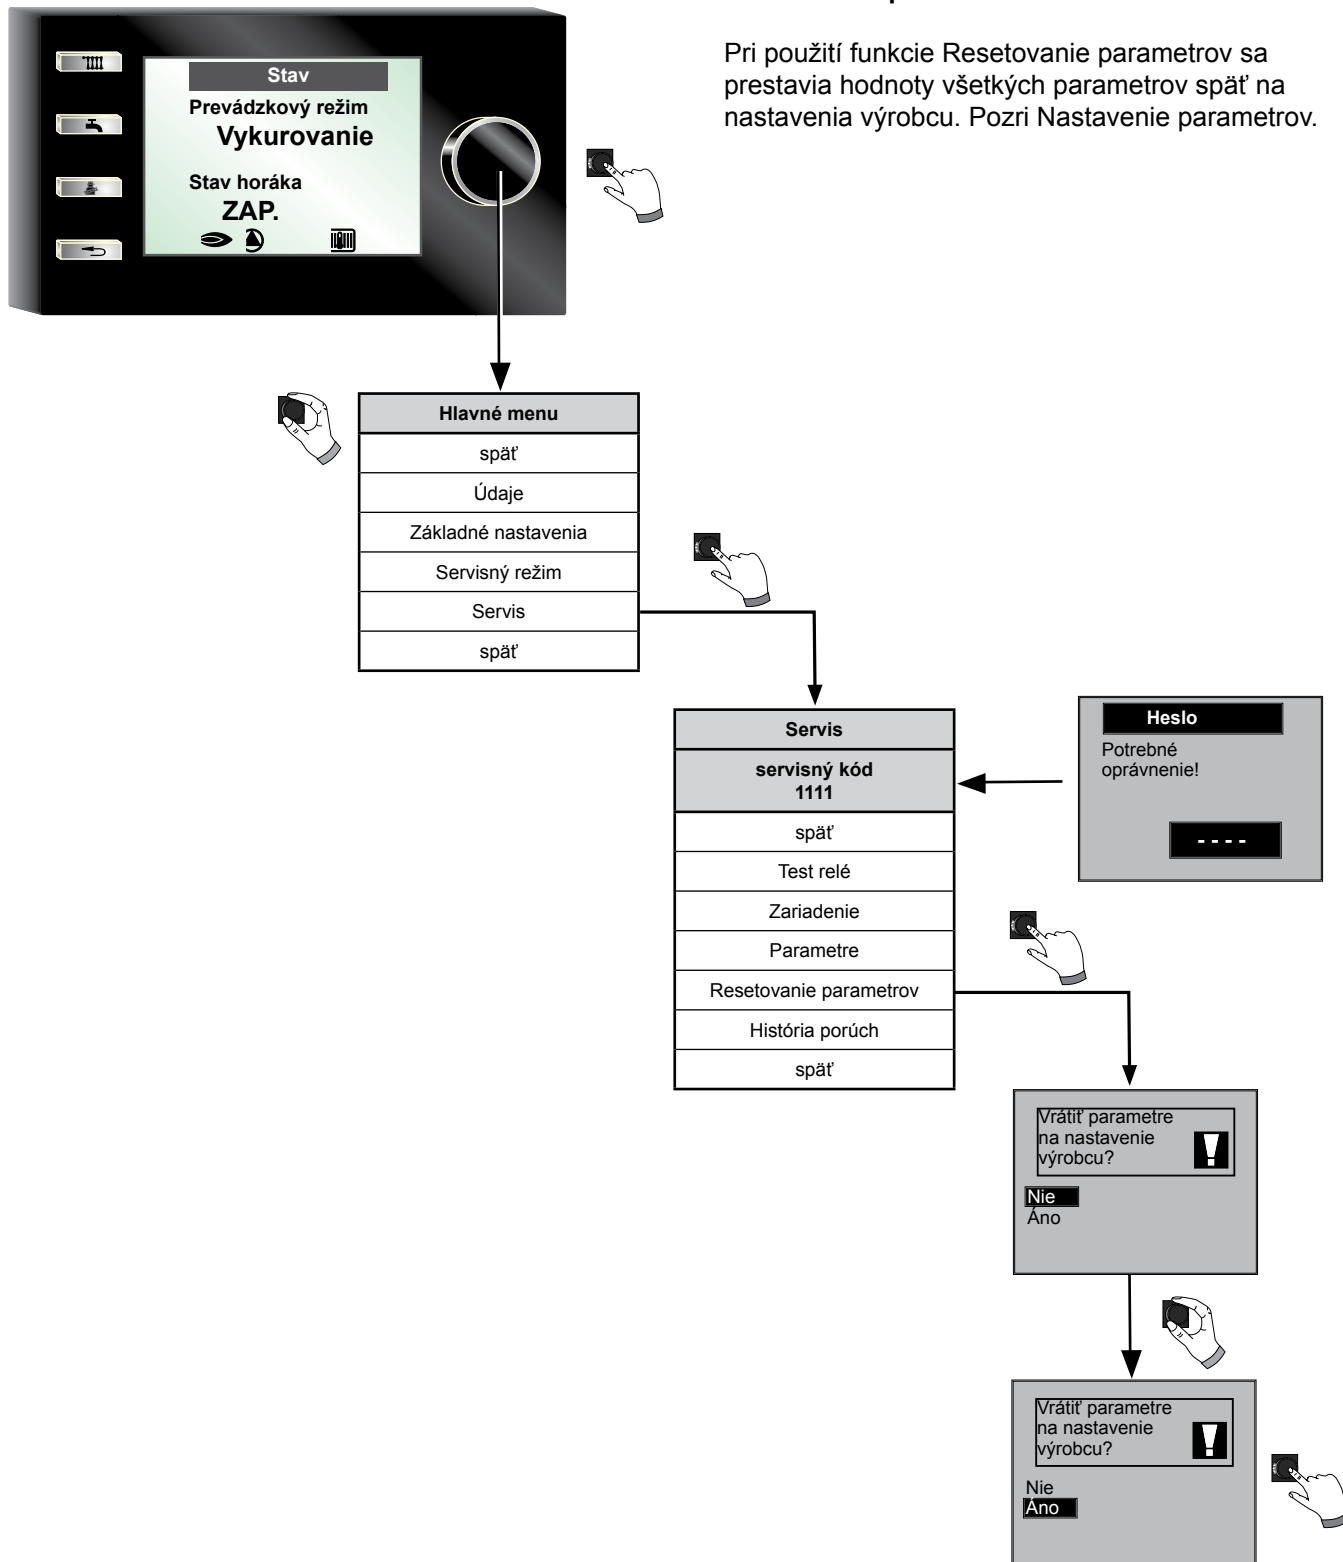 Pri použití funkcie Resetovanie parametrov sa
prestavia hodnoty všetkých parametrov späť na
nastavenia výrobcu. Pozri Nastavenie parametrov.
Stav
Prevádzkový režim
Vykurovanie
Stav horáka
ZAP.
Hlavné menu
späť
Údaje
Základné nastavenia
Servisný režim
Servis
späť
Servis
servisný kód
1111
späť
Test relé
Zariadenie
Parametre
Resetovanie parametrov
História porúch
späť
Heslo
Potrebné
oprávnenie!
- - - -
Vrátiť parametre
na nastavenie
výrobcu?
Nie
Áno
Vrátiť parametre
na nastavenie
výrobcu?
Nie
Áno